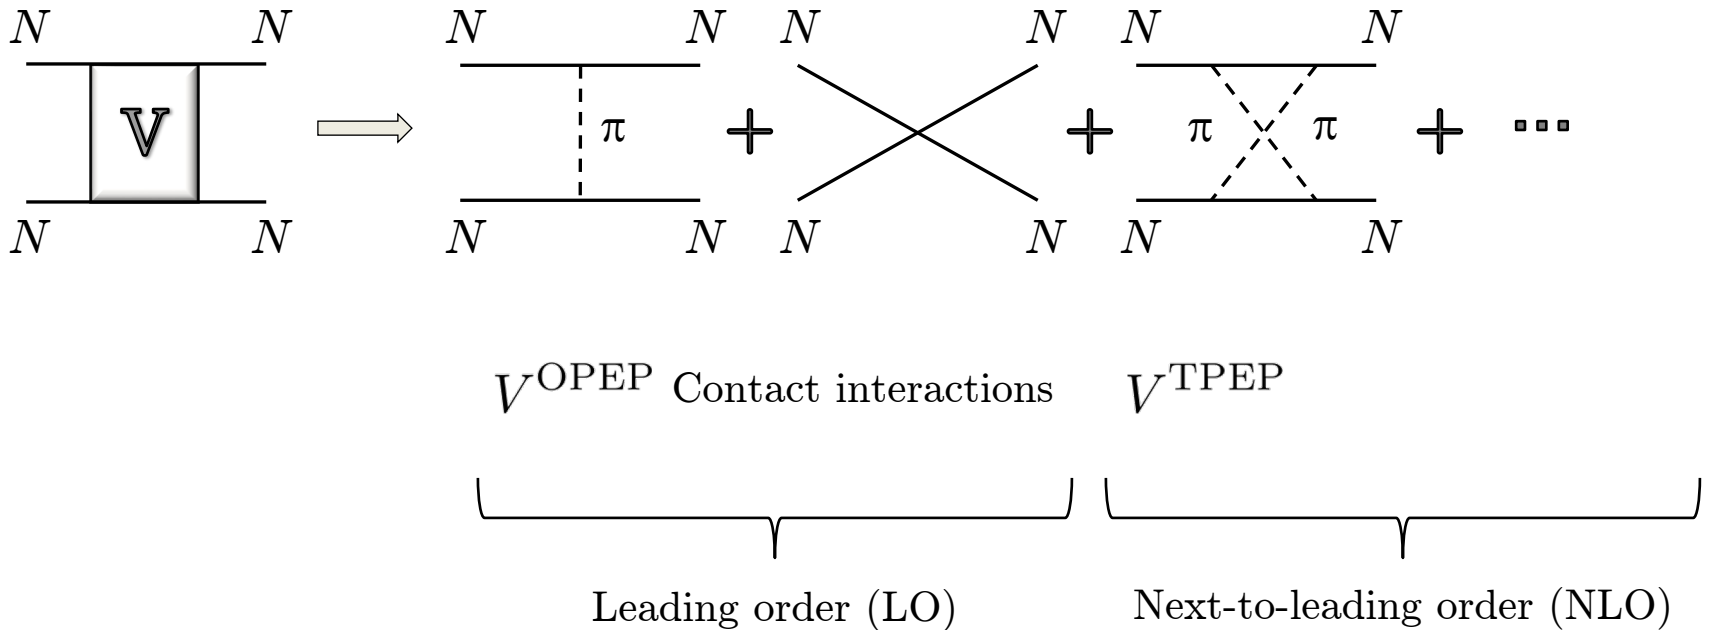 N N N N N N N N
V π + + π π + ...
N N N N N N N N
V^OPEP Contact interactions V^TPEP
Leading order (LO) Next-to-leading order (NLO)